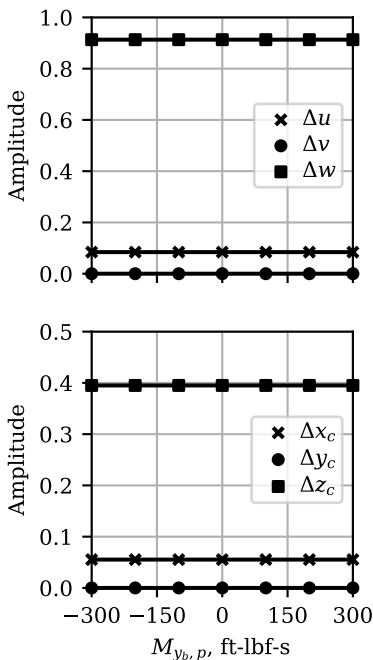 1.0
0.8
0.6
0.4
0.2
0.0
Amplitude
Δu
Δv
Δw
0.5
0.4
0.3
0.2
0.1
0.0
Amplitude
Δx_c
Δy_c
Δz_c
−300 −150 0 150 300
M_{y_b, p}, ft-lbf-s